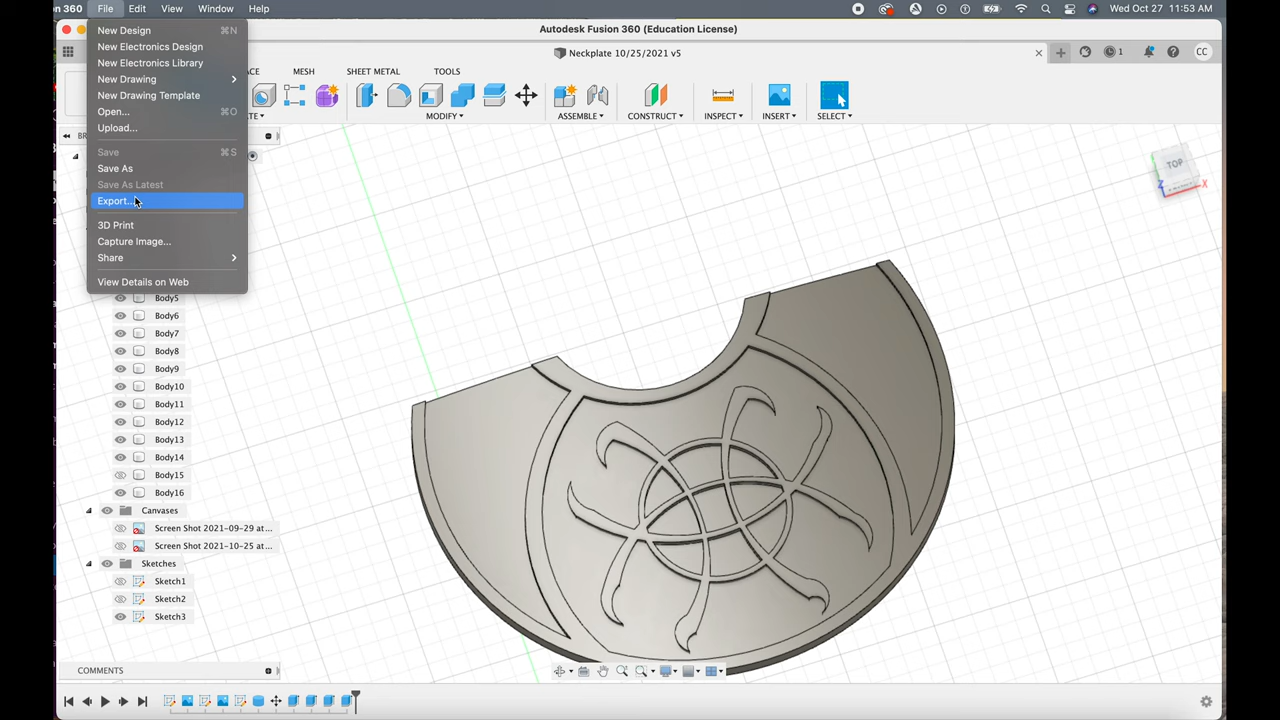 on 360 File Edit View Window Help Wed Oct 27 11:53 AM
Autodesk Fusion 360 (Education License)
Neckplate 10/25/2021 v5
1
CC
New Design ⌘N
New Electronics Design
New Electronics Library
New Drawing
New Drawing Template
Open... ⌘O
Upload...
Save ⌘S
Save As
Save As Latest
Export...
3D Print
Capture Image...
Share
View Details on Web
ACE MESH SHEET METAL TOOLS
ATE MODIFY ASSEMBLE CONSTRUCT INSPECT INSERT SELECT
BR
TOP
Z X
Body5
Body6
Body7
Body8
Body9
Body10
Body11
Body12
Body13
Body14
Body15
Body16
Canvases
Screen Shot 2021-09-29 at...
Screen Shot 2021-10-25 at...
Sketches
Sketch1
Sketch2
Sketch3
COMMENTS